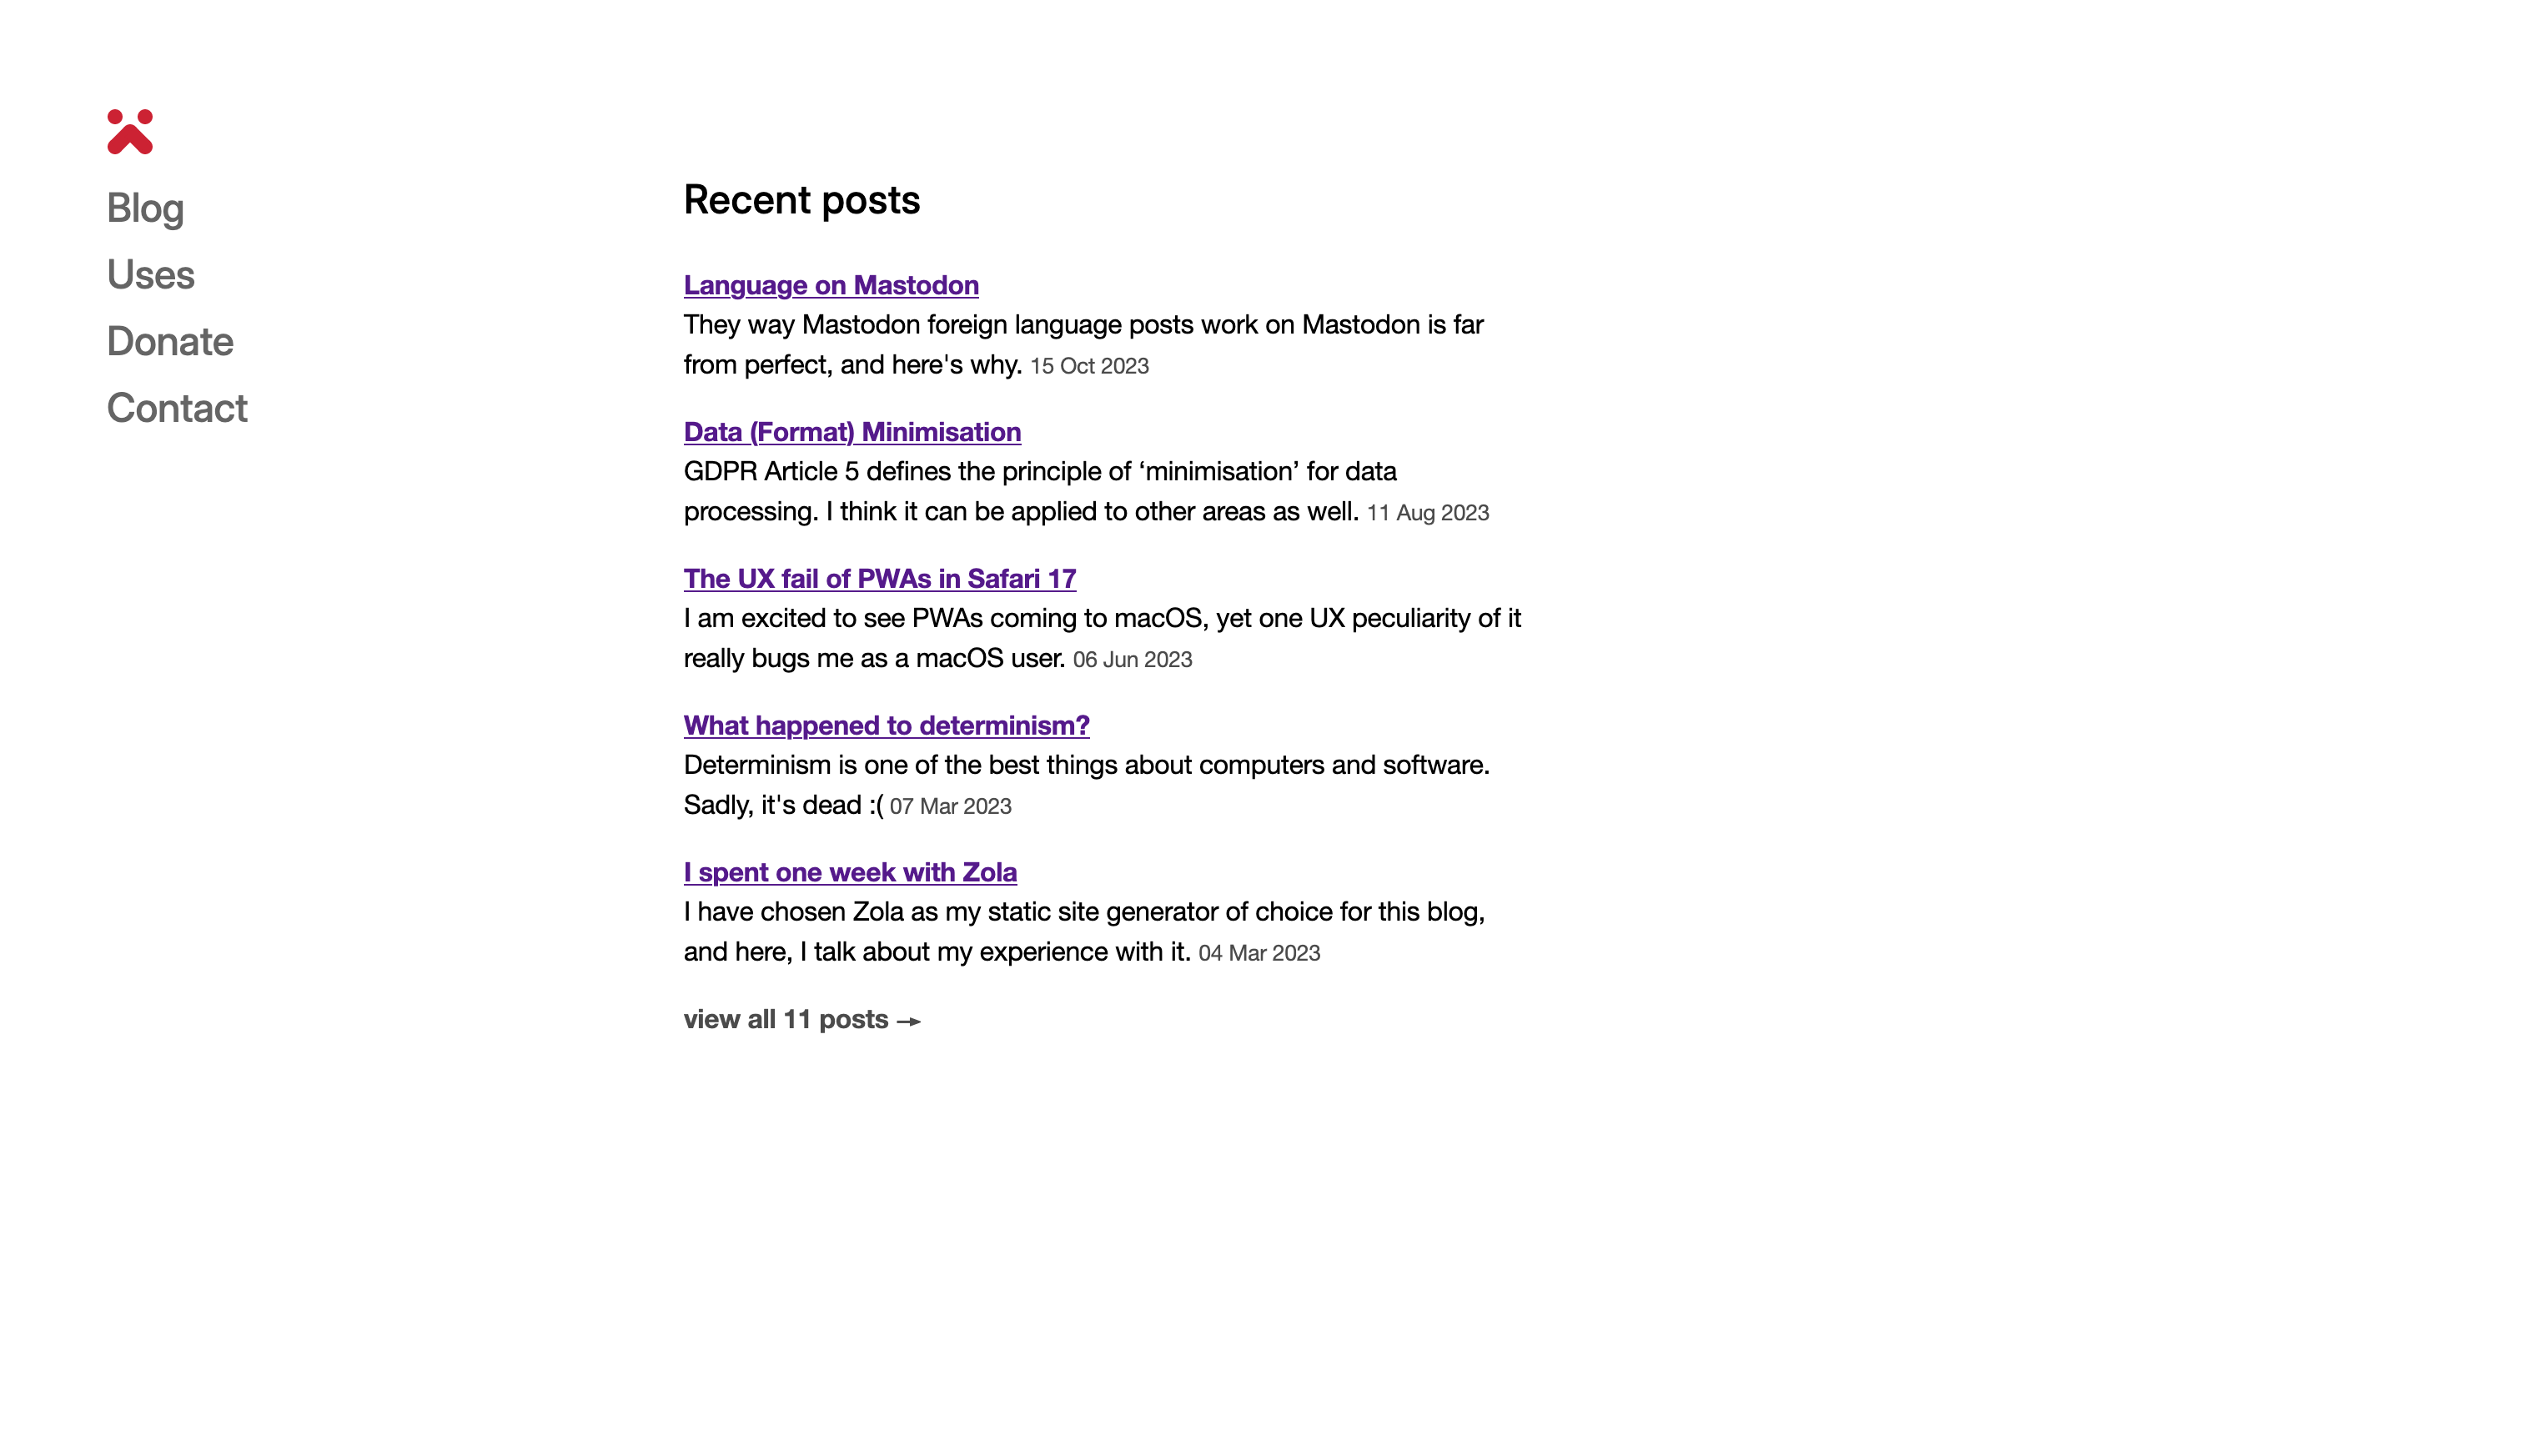 Blog
Uses
Donate
Contact
Recent posts
Language on Mastodon
They way Mastodon foreign language posts work on Mastodon is far
from perfect, and here's why. 15 Oct 2023
Data (Format) Minimisation
GDPR Article 5 defines the principle of ‘minimisation’ for data
processing. I think it can be applied to other areas as well. 11 Aug 2023
The UX fail of PWAs in Safari 17
I am excited to see PWAs coming to macOS, yet one UX peculiarity of it
really bugs me as a macOS user. 06 Jun 2023
What happened to determinism?
Determinism is one of the best things about computers and software.
Sadly, it's dead :( 07 Mar 2023
I spent one week with Zola
I have chosen Zola as my static site generator of choice for this blog,
and here, I talk about my experience with it. 04 Mar 2023
view all 11 posts →